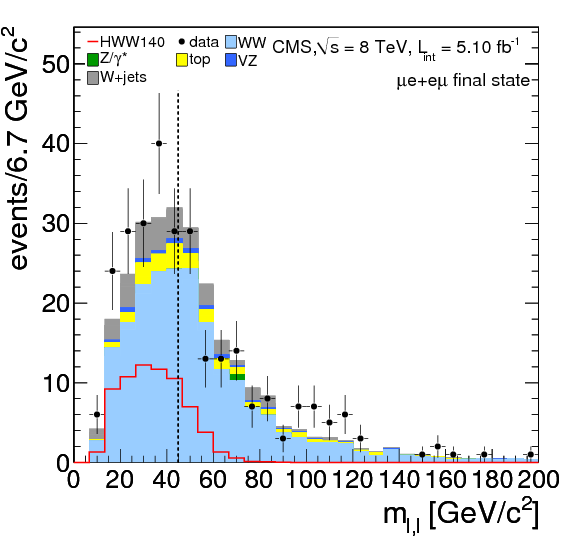 HWW140 data WW CMS,√s = 8 TeV, L_int = 5.10 fb⁻¹
Z/γ* top VZ
W+jets μe+eμ final state
events/6.7 GeV/c²
50
40
30
20
10
0
0 20 40 60 80 100 120 140 160 180 200
m_l,l [GeV/c²]